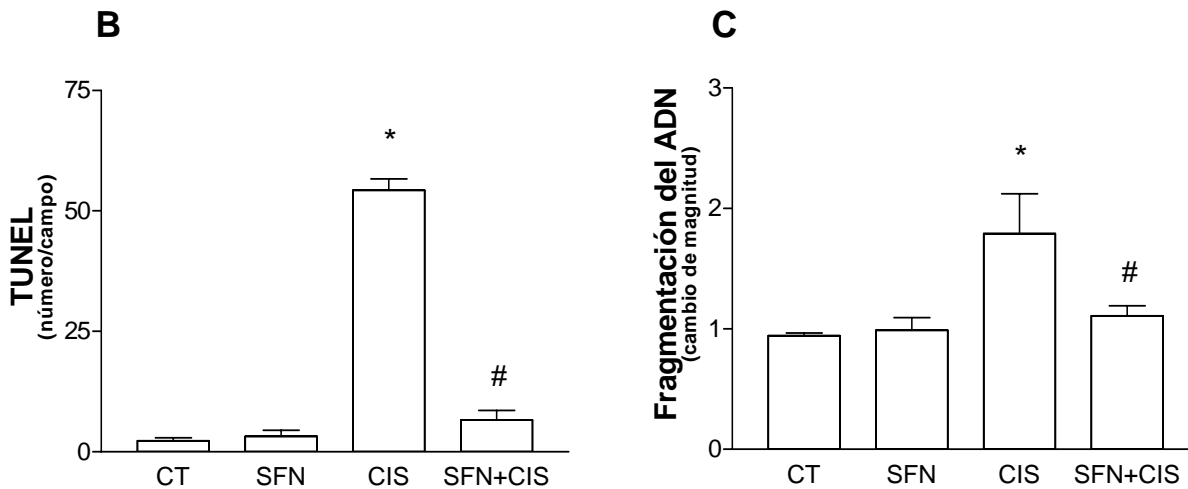 B
75
50
25
0
TUNEL
(número/campo)
*
#
CT
SFN
CIS
SFN+CIS
C
3
2
1
0
Fragmentación del ADN
(cambio de magnitud)
*
#
CT
SFN
CIS
SFN+CIS